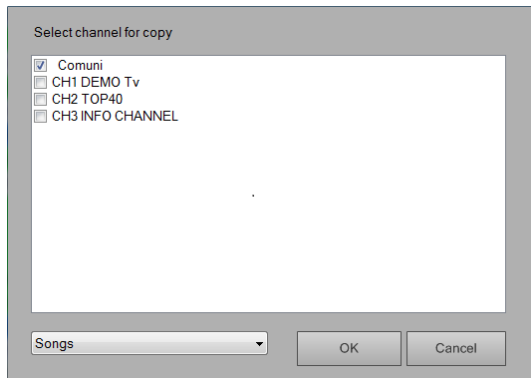 Select channel for copy
Comuni
CH1 DEMO Tv
CH2 TOP40
CH3 INFO CHANNEL
Songs
OK
Cancel